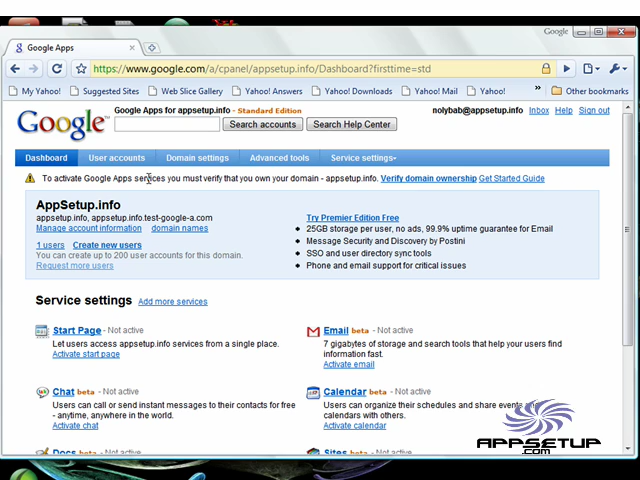 Google
Google Apps
https://www.google.com/a/cpanel/appsetup.info/Dashboard?firsttime=std
My Yahoo! Suggested Sites Web Slice Gallery Yahoo! Answers Yahoo! Downloads Yahoo! Mail Yahoo! » Other bookmarks
Google™
Google Apps for appsetup.info - Standard Edition
nolybab@appsetup.info Inbox Help Sign out
Search accounts Search Help Center
Dashboard User accounts Domain settings Advanced tools Service settings
To activate Google Apps services you must verify that you own your domain - appsetup.info. Verify domain ownership Get Started Guide
AppSetup.info
appsetup.info, appsetup.info.test-google-a.com
Manage account information domain names
1 users Create new users
You can create up to 200 user accounts for this domain.
Request more users
Try Premier Edition Free
25GB storage per user, no ads, 99.9% uptime guarantee for Email
Message Security and Discovery by Postini
SSO and user directory sync tools
Phone and email support for critical issues
Service settings Add more services
Start Page - Not active
Let users access appsetup.info services from a single place.
Activate start page
Email beta - Not active
7 gigabytes of storage and search tools that help your users find
information fast.
Activate email
Chat beta - Not active
Users can call or send instant messages to their contacts for free
- anytime, anywhere in the world.
Activate chat
Calendar beta - Not active
Users can organize their schedules and share events and
calendars with others.
Activate calendar
Docs beta - Not active
Sites - Not active
APPSETUP
.com